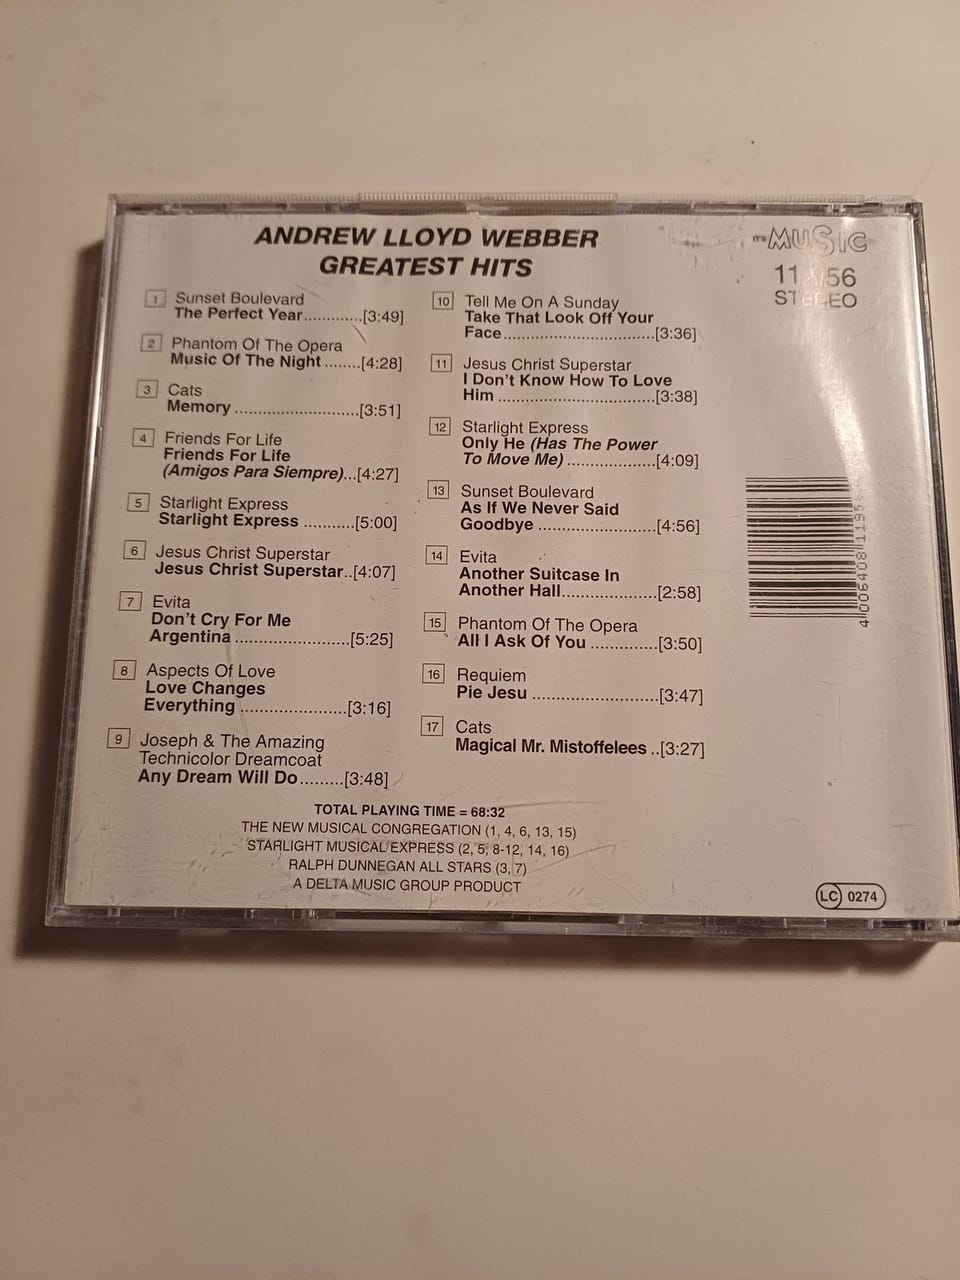 ANDREW LLOYD WEBBER
GREATEST HITS
1 Sunset Boulevard
The Perfect Year.............[3:49]
2 Phantom Of The Opera
Music Of The Night ........[4:28]
3 Cats
Memory ...........................[3:51]
4 Friends For Life
Friends For Life
(Amigos Para Siempre)...[4:27]
5 Starlight Express
Starlight Express ...........[5:00]
6 Jesus Christ Superstar
Jesus Christ Superstar..[4:07]
7 Evita
Don't Cry For Me
Argentina .........................[5:25]
8 Aspects Of Love
Love Changes
Everything .......................[3:16]
9 Joseph & The Amazing
Technicolor Dreamcoat
Any Dream Will Do.........[3:48]
10 Tell Me On A Sunday
Take That Look Off Your
Face.................................[3:36]
11 Jesus Christ Superstar
I Don't Know How To Love
Him ..................................[3:38]
12 Starlight Express
Only He (Has The Power
To Move Me) ...................[4:09]
13 Sunset Boulevard
As If We Never Said
Goodbye .........................[4:56]
14 Evita
Another Suitcase In
Another Hall.....................[2:58]
15 Phantom Of The Opera
All I Ask Of You ..............[3:50]
16 Requiem
Pie Jesu ...........................[3:47]
17 Cats
Magical Mr. Mistoffelees ..[3:27]
IT'S MUSIC
STEREO
TOTAL PLAYING TIME = 68:32
THE NEW MUSICAL CONGREGATION (1, 4, 6, 13, 15)
STARLIGHT MUSICAL EXPRESS (2, 5, 8-12, 14, 16)
RALPH DUNNEGAN ALL STARS (3, 7)
A DELTA MUSIC GROUP PRODUCT
LC 0274